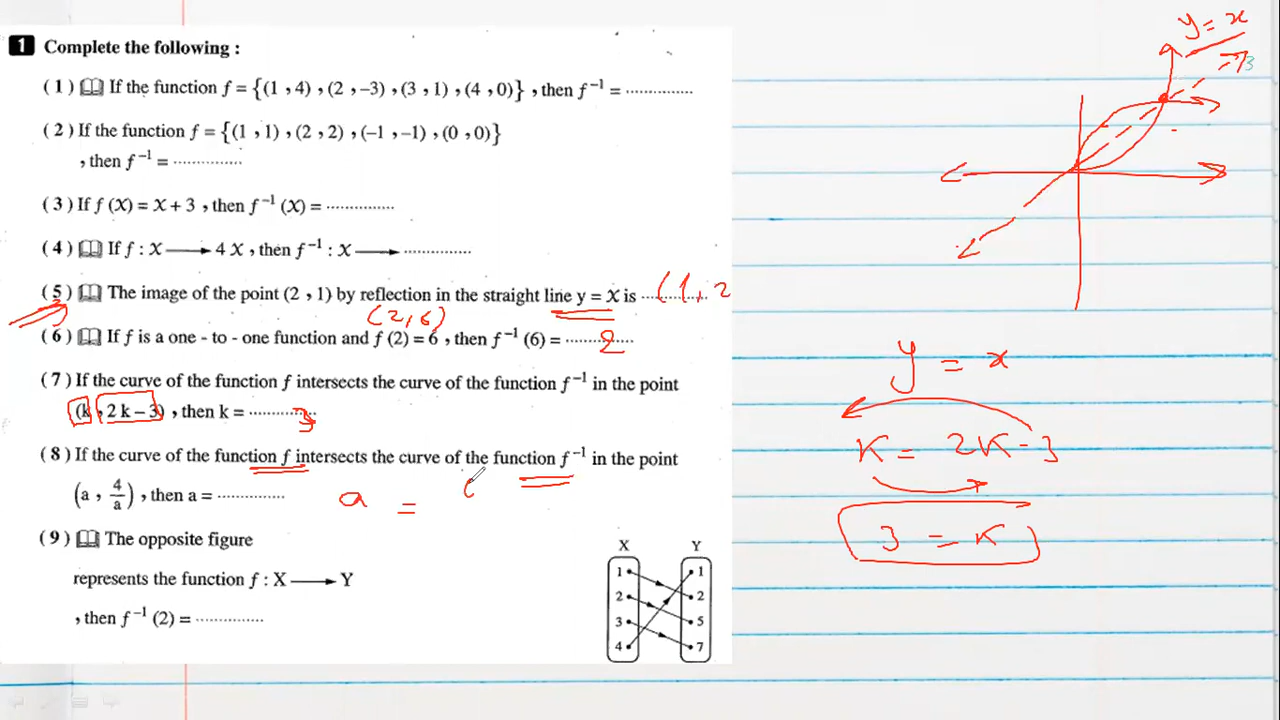 1 Complete the following :
(1) If the function f = {(1 , 4) , (2 , −3) , (3 , 1) , (4 , 0)} , then f⁻¹ = ..............
(2) If the function f = {(1 , 1) , (2 , 2) , (−1 , −1) , (0 , 0)}
, then f⁻¹ = ..............
(3) If f (X) = X + 3 , then f⁻¹ (X) = ..............
(4) If f : X ⟶ 4 X , then f⁻¹ : X ⟶ ..............
(5) The image of the point (2 , 1) by reflection in the straight line y = X is .............. (1, 2
(2, 6)
(6) If f is a one - to - one function and f (2) = 6 , then f⁻¹ (6) = .............. 2
(7) If the curve of the function f intersects the curve of the function f⁻¹ in the point
(k , 2 k − 3) , then k = .............. 3
(8) If the curve of the function f intersects the curve of the function f⁻¹ in the point
(a , 4/a) , then a = .............. a =
(9) The opposite figure
represents the function f : X ⟶ Y
, then f⁻¹ (2) = ..............
X Y
1 1
2 2
3 5
4 7
y = x
y = x
K = 2K - 3
3 = K